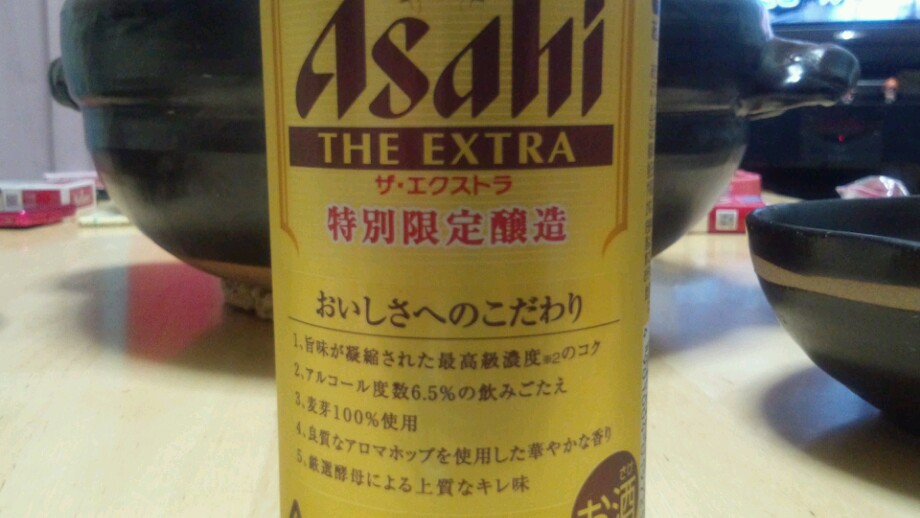 Asahi
THE EXTRA
ザ・エクストラ
特別限定醸造
おいしさへのこだわり
1、旨味が凝縮された最高級濃度※2のコク
2、アルコール度数6.5%の飲みごたえ
3、麦芽100%使用
4、良質なアロマホップを使用した華やかな香り
5、厳選酵母による上質なキレ味
さけ
お酒